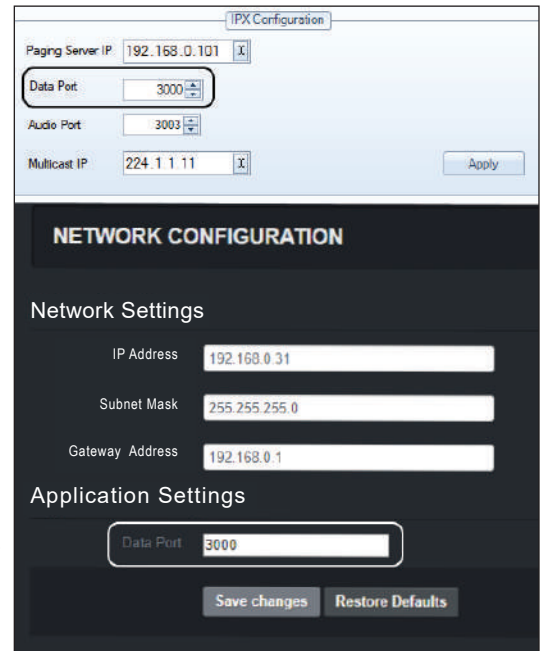 IPX Configuration
Paging Server IP 192.168.0.101 X
Data Port 3000
Audio Port 3003
Multicast IP 224.1.1.11 X Apply
NETWORK CONFIGURATION
Network Settings
IP Address 192.168.0.31
Subnet Mask 255.255.255.0
Gateway Address 192.168.0.1
Application Settings
Data Port 3000
Save changes Restore Defaults